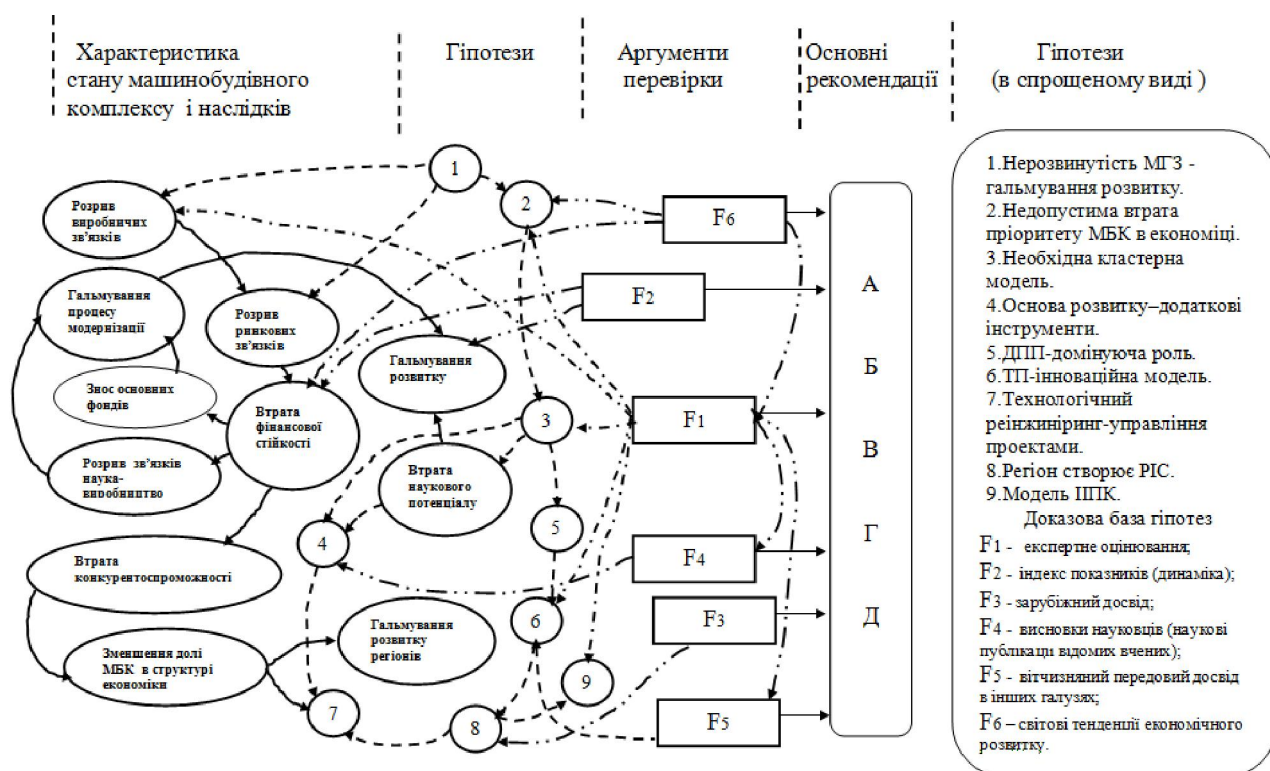 Характеристика
стану машинобудівного
комплексу і наслідків
Гіпотези
Аргументи
перевірки
Основні
рекомендації
Гіпотези
(в спрощеному виді )
1
2
Розрив
виробничих
зв’язків
F6
Гальмування
процесу
модернізації
Розрив
ринкових
зв’язків
F2
А
Гальмування
розвитку
Б
Знос основних
фондів
Втрата
фінансової
стійкості
3
F1
В
Розрив зв’язків
наука-
виробництво
Втрата
наукового
потенціалу
4
5
F4
Г
Втрата
конкурентоспроможності
6
F3
Д
Гальмування
розвитку
регіонів
Зменшення долі
МБК в структурі
економіки
9
7
8
F5
1.Нерозвинутість МГЗ -
гальмування розвитку.
2.Недопустима втрата
пріоритету МБК в економіці.
3.Необхідна кластерна
модель.
4.Основа розвитку–додаткові
інструменти.
5.ДПП-домінуюча роль.
6.ТП-інноваційна модель.
7.Технологічний
реінжиніринг-управління
проектами.
8.Регіон створює РІС.
9.Модель ІІПК.
Доказова база гіпотез
F1 - експертне оцінювання;
F2 - індекс показників (динаміка);
F3 - зарубіжний досвід;
F4 - висновки науковців (наукові
публікації відомих вчених);
F5 - вітчизняний передовий досвід
в інших галузях;
F6 – світові тенденції економічного
розвитку.